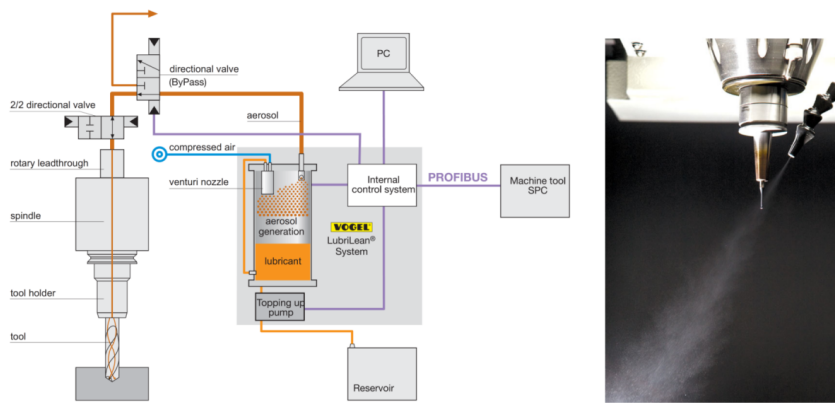 PC
directional valve
(ByPass)
2/2 directional valve
aerosol
compressed air
rotary leadthrough
venturi nozzle
Internal
control system
PROFIBUS
Machine tool
SPC
spindle
aerosol
generation
VOGEL
LubriLean®
System
lubricant
tool holder
Topping up
pump
tool
Reservoir